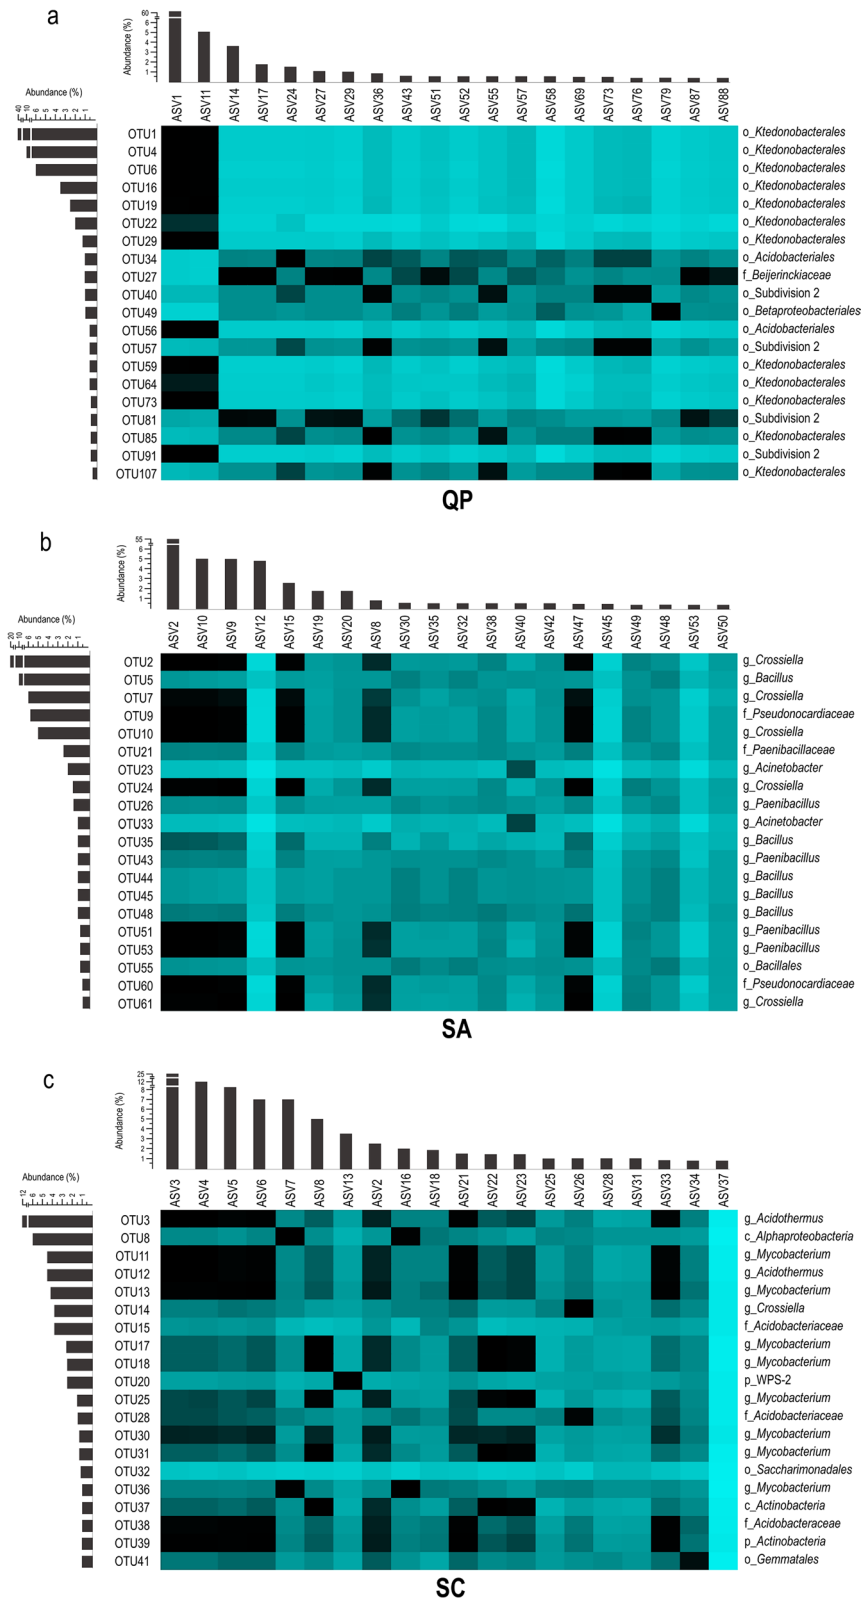 a
Abundance (%)
60
5
4
3
2
1
ASV1 ASV11 ASV14 ASV17 ASV24 ASV27 ASV29 ASV36 ASV43 ASV51 ASV52 ASV55 ASV57 ASV58 ASV69 ASV73 ASV76 ASV79 ASV87 ASV88
Abundance (%)
40 10 6 5 4 3 2 1
OTU1 o_Ktedonobacterales
OTU4 o_Ktedonobacterales
OTU6 o_Ktedonobacterales
OTU16 o_Ktedonobacterales
OTU19 o_Ktedonobacterales
OTU22 o_Ktedonobacterales
OTU29 o_Ktedonobacterales
OTU34 o_Acidobacteriales
OTU27 f_Beijerinckiaceae
OTU40 o_Subdivision 2
OTU49 o_Betaproteobacteriales
OTU56 o_Acidobacteriales
OTU57 o_Subdivision 2
OTU59 o_Ktedonobacterales
OTU64 o_Ktedonobacterales
OTU73 o_Ktedonobacterales
OTU81 o_Subdivision 2
OTU85 o_Ktedonobacterales
OTU91 o_Subdivision 2
OTU107 o_Ktedonobacterales
QP
b
Abundance (%)
55
6
5
4
3
2
1
ASV2 ASV10 ASV9 ASV12 ASV15 ASV19 ASV20 ASV8 ASV30 ASV35 ASV32 ASV38 ASV40 ASV42 ASV47 ASV45 ASV49 ASV48 ASV53 ASV50
Abundance (%)
20 10 6 5 4 3 2 1
OTU2 g_Crossiella
OTU5 g_Bacillus
OTU7 g_Crossiella
OTU9 f_Pseudonocardiaceae
OTU10 g_Crossiella
OTU21 f_Paenibacillaceae
OTU23 g_Acinetobacter
OTU24 g_Crossiella
OTU26 g_Paenibacillus
OTU33 g_Acinetobacter
OTU35 g_Bacillus
OTU43 g_Paenibacillus
OTU44 g_Bacillus
OTU45 g_Bacillus
OTU48 g_Bacillus
OTU51 g_Paenibacillus
OTU53 g_Paenibacillus
OTU55 o_Bacillales
OTU60 f_Pseudonocardiaceae
OTU61 g_Crossiella
SA
c
Abundance (%)
25
12
8
7
6
5
4
3
2
1
ASV3 ASV4 ASV5 ASV6 ASV7 ASV8 ASV13 ASV2 ASV16 ASV18 ASV21 ASV22 ASV23 ASV25 ASV26 ASV28 ASV31 ASV33 ASV34 ASV37
Abundance (%)
12 6 5 4 3 2 1
OTU3 g_Acidothermus
OTU8 c_Alphaproteobacteria
OTU11 g_Mycobacterium
OTU12 g_Acidothermus
OTU13 g_Mycobacterium
OTU14 g_Crossiella
OTU15 f_Acidobacteriaceae
OTU17 g_Mycobacterium
OTU18 g_Mycobacterium
OTU20 p_WPS-2
OTU25 g_Mycobacterium
OTU28 f_Acidobacteriaceae
OTU30 g_Mycobacterium
OTU31 g_Mycobacterium
OTU32 o_Saccharimonadales
OTU36 g_Mycobacterium
OTU37 c_Actinobacteria
OTU38 f_Acidobacteraceae
OTU39 p_Actinobacteria
OTU41 o_Gemmatales
SC